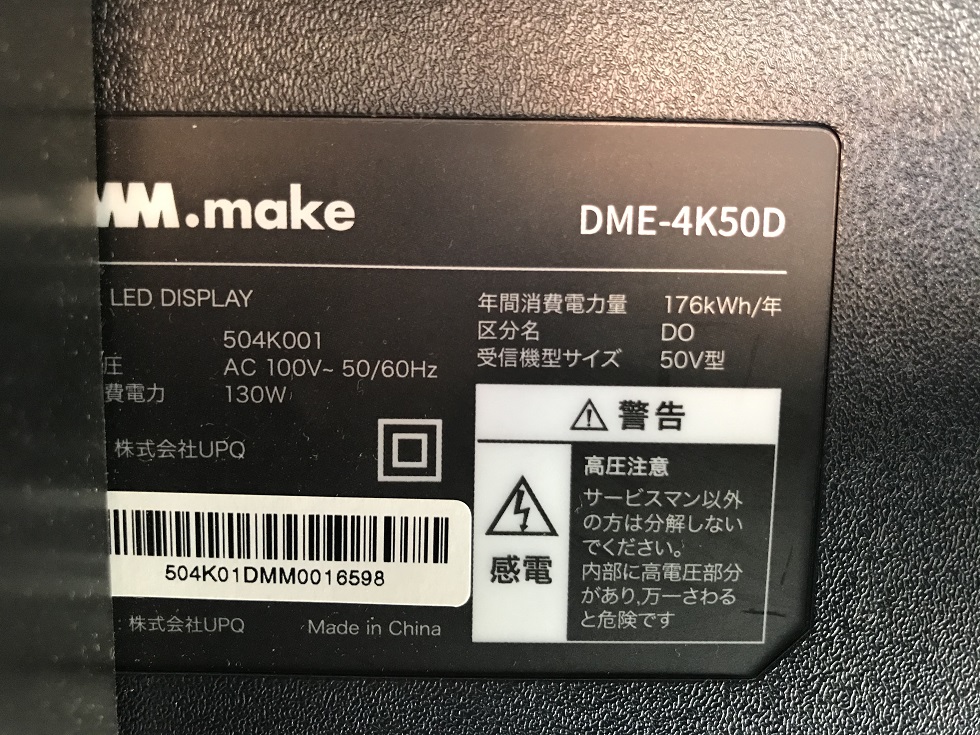 MM.make
DME-4K50D
LED DISPLAY
504K001
圧 AC 100V~ 50/60Hz
費電力 130W
株式会社UPQ
504K01DMM0016598
: 株式会社UPQ Made in China
年間消費電力量 176kWh/年
区分名 DO
受信機型サイズ 50V型
警告
感電
高圧注意
サービスマン以外
の方は分解しない
でください。
内部に高電圧部分
があり,万一さわる
と危険です